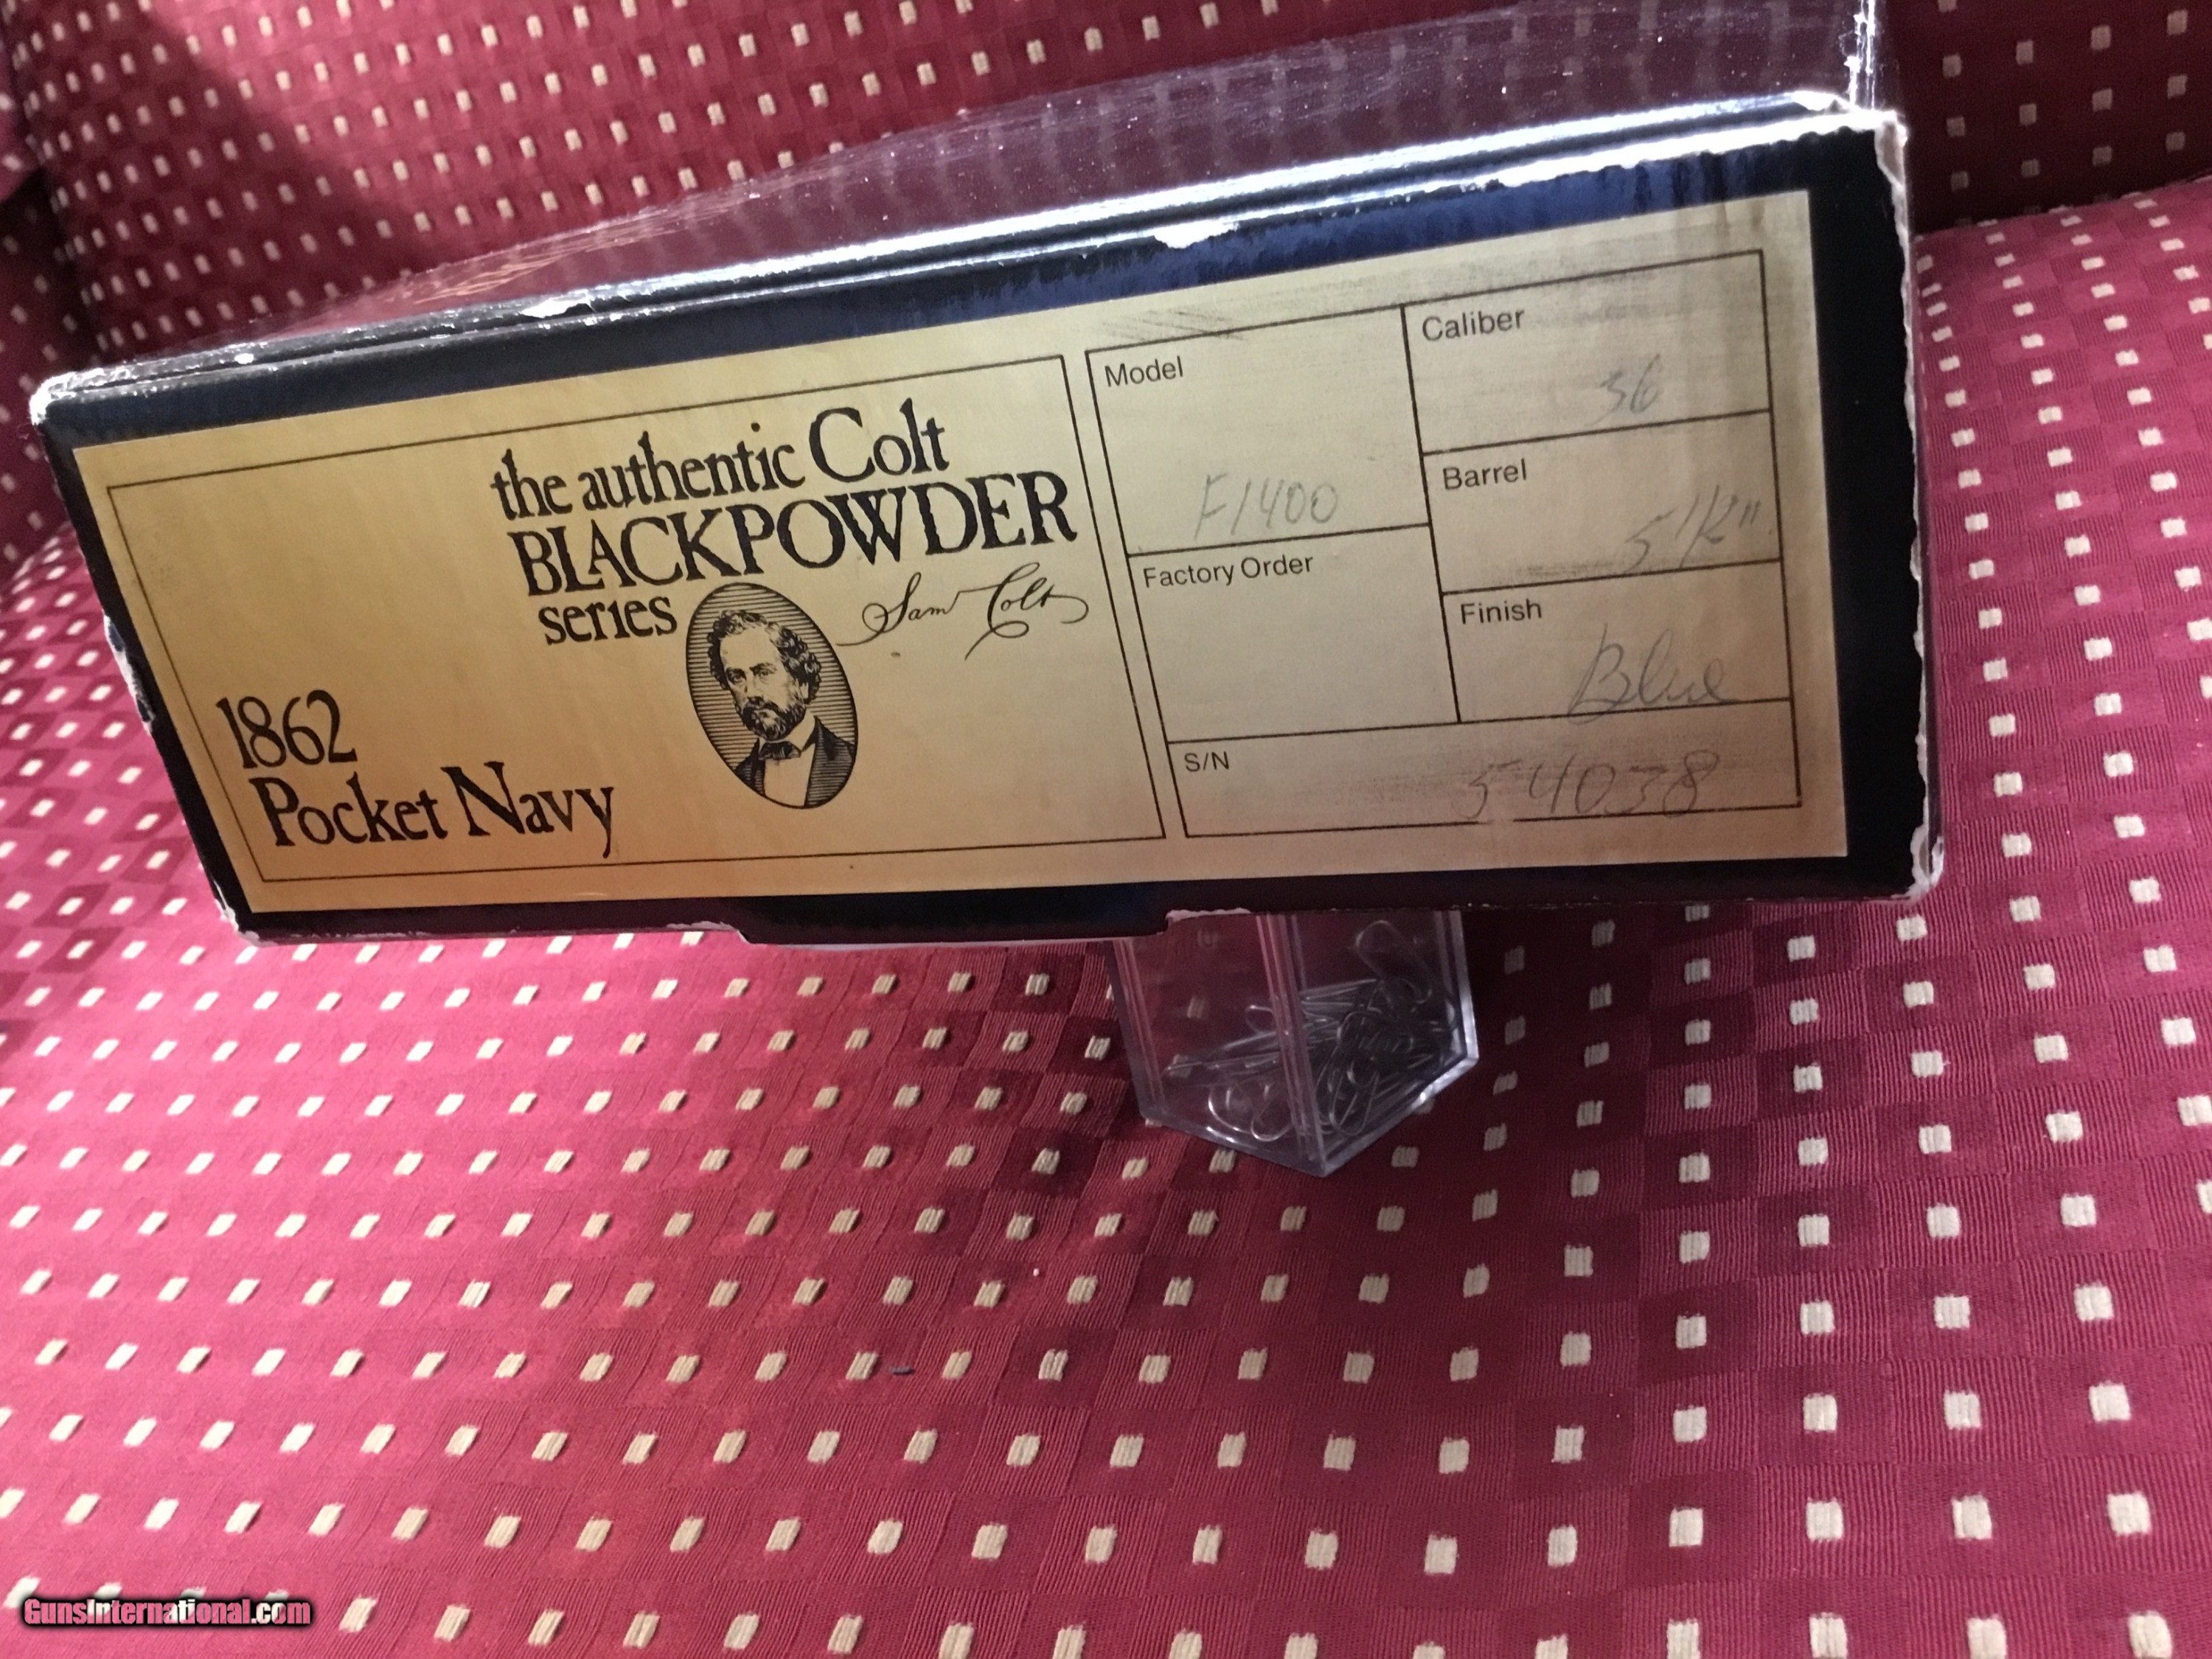 the authentic Colt
BLACKPOWDER
series
Sam Colt
1862
Pocket Navy
Model
F1400
Caliber
36
Barrel
5 1/2"
Factory Order
Finish
Blue
S/N
54038
GunsInternational.com